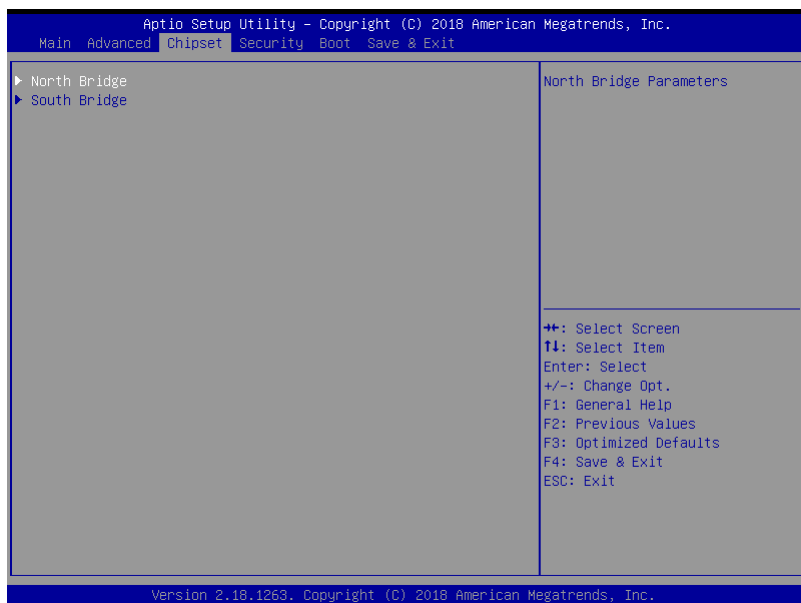 Aptio Setup Utility – Copyright (C) 2018 American Megatrends, Inc.
Main Advanced Chipset Security Boot Save & Exit
North Bridge
South Bridge
North Bridge Parameters
→←: Select Screen
↑↓: Select Item
Enter: Select
+/-: Change Opt.
F1: General Help
F2: Previous Values
F3: Optimized Defaults
F4: Save & Exit
ESC: Exit
Version 2.18.1263. Copyright (C) 2018 American Megatrends, Inc.